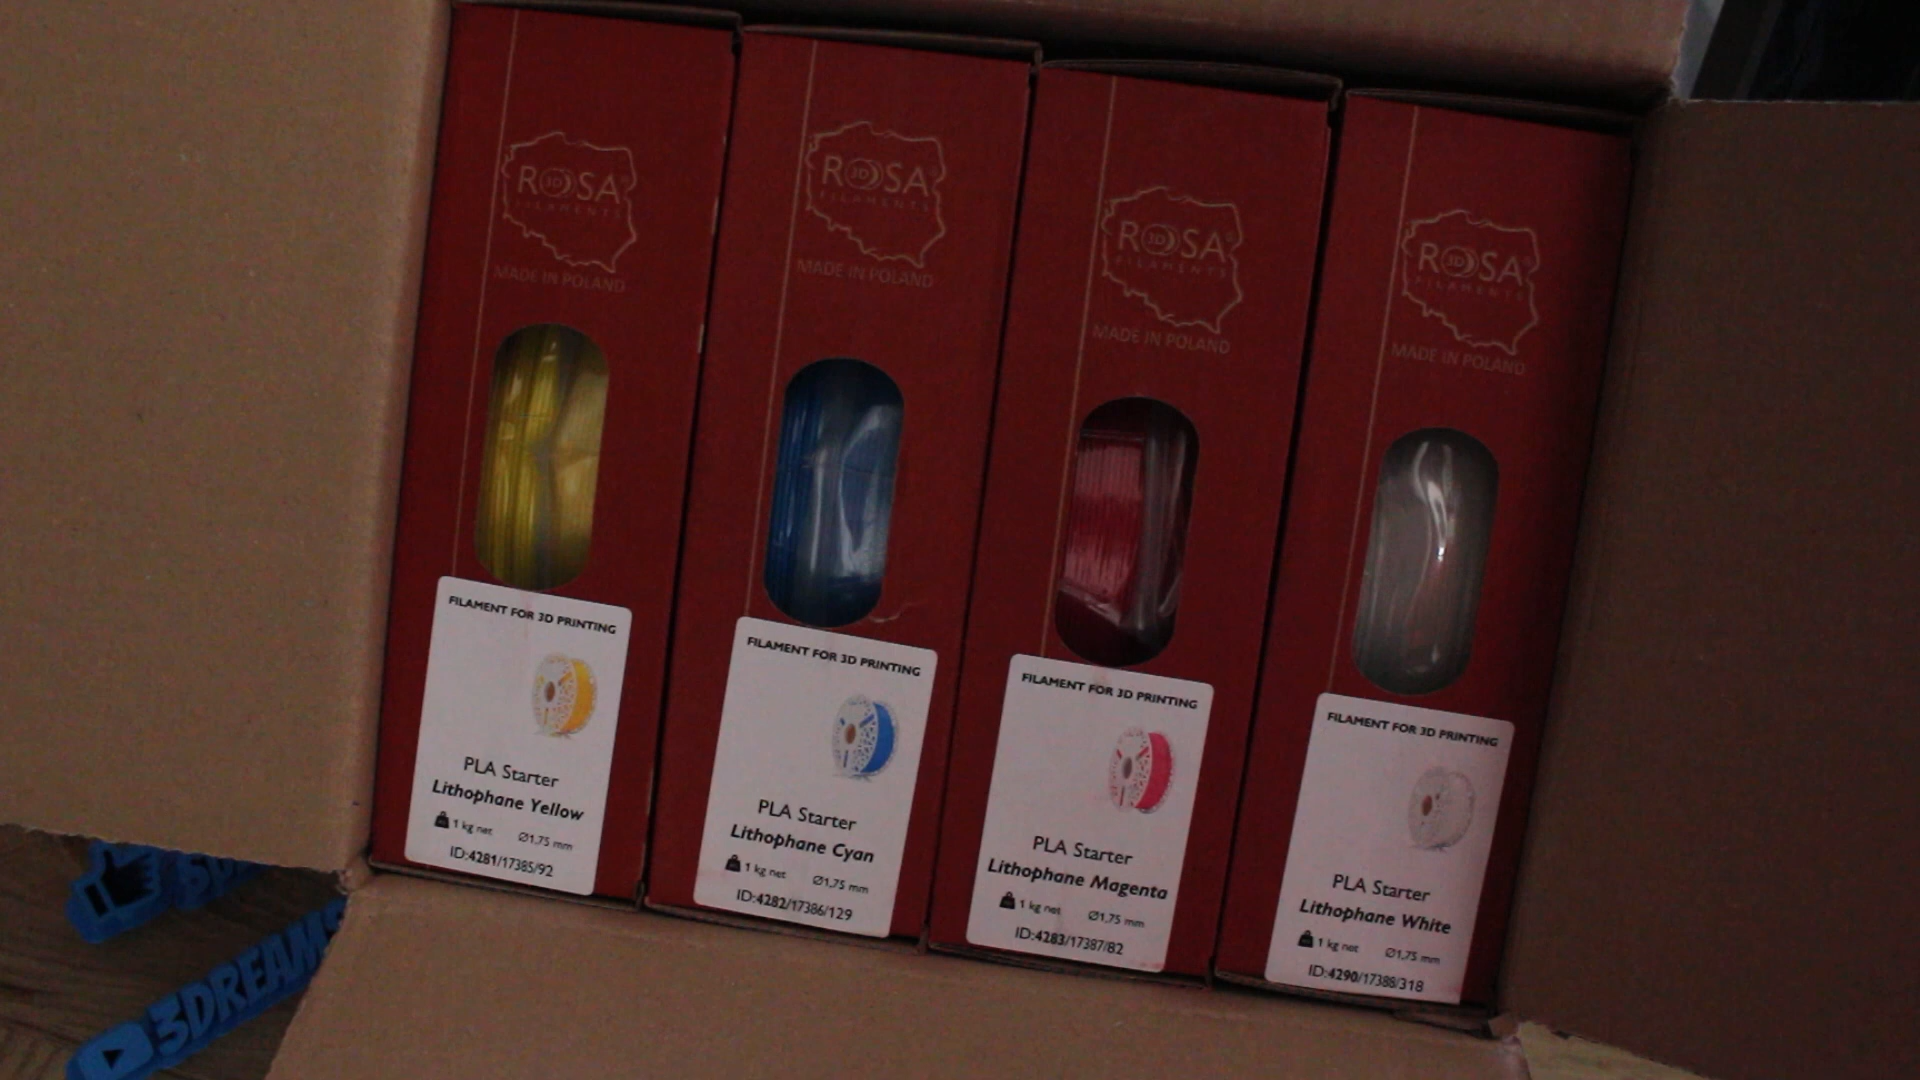 ROSA
3D
FILAMENTS
MADE IN POLAND
FILAMENT FOR 3D PRINTING
PLA Starter
Lithophane Yellow
1 kg net Ø1,75 mm
ID:4281/17385/92
ROSA
3D
FILAMENTS
MADE IN POLAND
FILAMENT FOR 3D PRINTING
PLA Starter
Lithophane Cyan
1 kg net Ø1,75 mm
ID:4282/17386/129
ROSA
3D
FILAMENTS
MADE IN POLAND
FILAMENT FOR 3D PRINTING
PLA Starter
Lithophane Magenta
1 kg net Ø1,75 mm
ID:4283/17387/82
ROSA
3D
FILAMENTS
MADE IN POLAND
FILAMENT FOR 3D PRINTING
PLA Starter
Lithophane White
1 kg net Ø1,75 mm
ID:4290/17388/318
3DREAMS